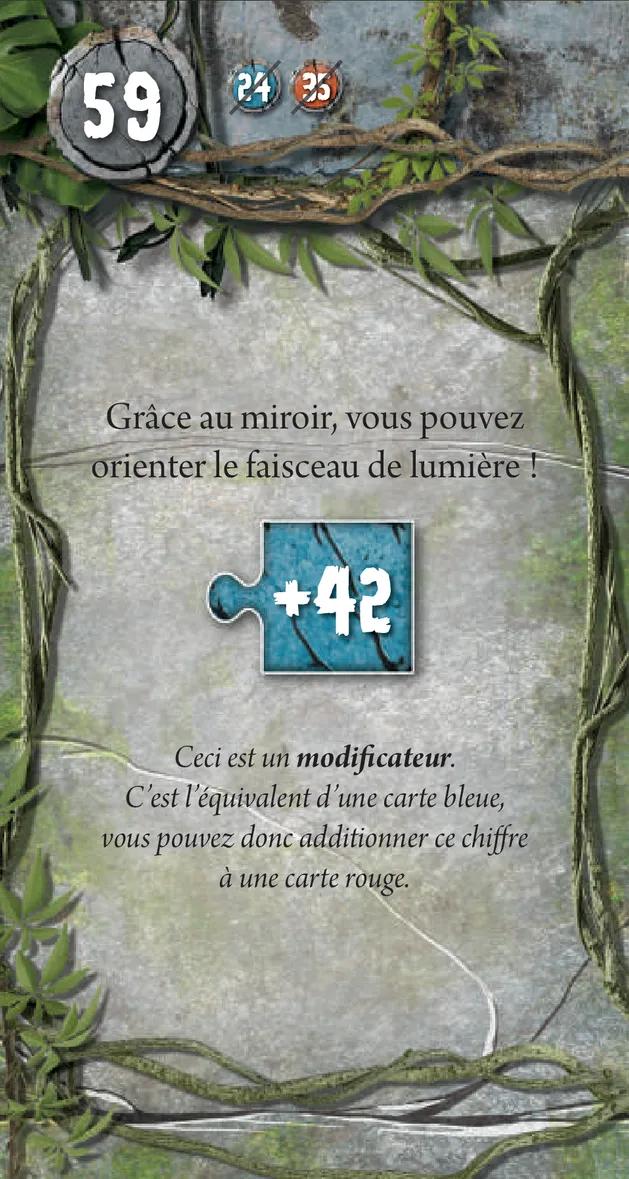 59
24
35
Grâce au miroir, vous pouvez
orienter le faisceau de lumière !
+42
Ceci est un modificateur.
C'est l'équivalent d'une carte bleue,
vous pouvez donc additionner ce chiffre
à une carte rouge.